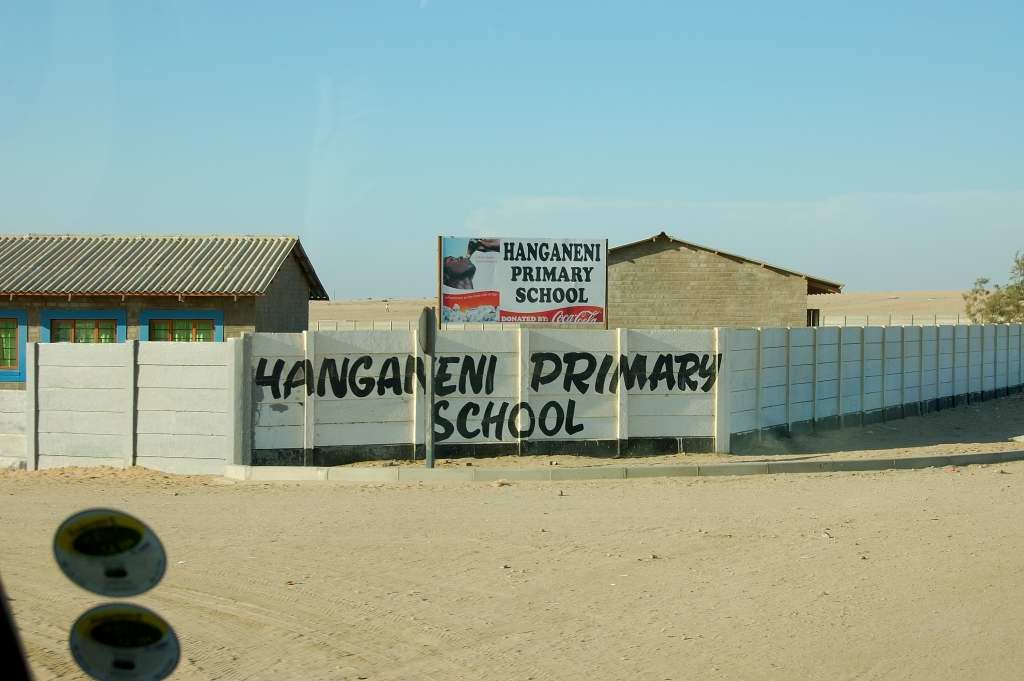 HANGANENI
PRIMARY
SCHOOL
DONATED BY: Coca-Cola
HANGANENI PRIMARY
SCHOOL